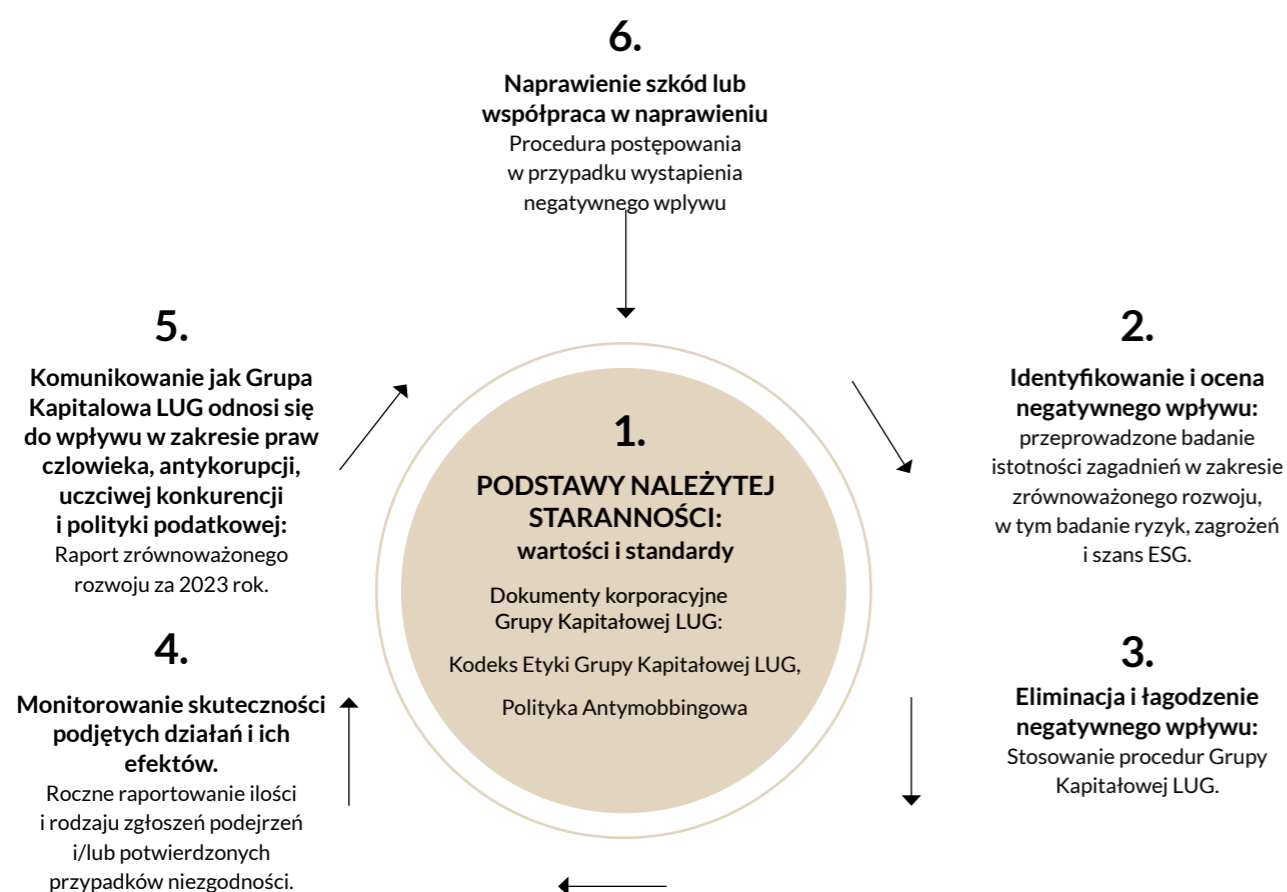 6.
Naprawienie szkód lub
współpraca w naprawieniu
Procedura postępowania
w przypadku wystapienia
negatywnego wplywu
5.
Komunikowanie jak Grupa
Kapitalowa LUG odnosi się
do wpływu w zakresie praw
czlowieka, antykorupcji,
uczciwej konkurencji
i polityki podatkowej:
Raport zrównoważonego
rozwoju za 2023 rok.
4.
Monitorowanie skuteczności
podjętych działań i ich
efektów.
Roczne raportowanie ilości
i rodzaju zgłoszeń podejrzeń
i/lub potwierdzonych
przypadków niezgodności.
1.
PODSTAWY NALEŻYTEJ
STARANNOŚCI:
wartości i standardy
Dokumenty korporacyjne
Grupy Kapitałowej LUG:
Kodeks Etyki Grupy Kapitałowej LUG,
Polityka Antymobbingowa
2.
Identyfikowanie i ocena
negatywnego wpływu:
przeprowadzone badanie
istotności zagadnień w zakresie
zrównoważonego rozwoju,
w tym badanie ryzyk, zagrożeń
i szans ESG.
3.
Eliminacja i łagodzenie
negatywnego wpływu:
Stosowanie procedur Grupy
Kapitałowej LUG.